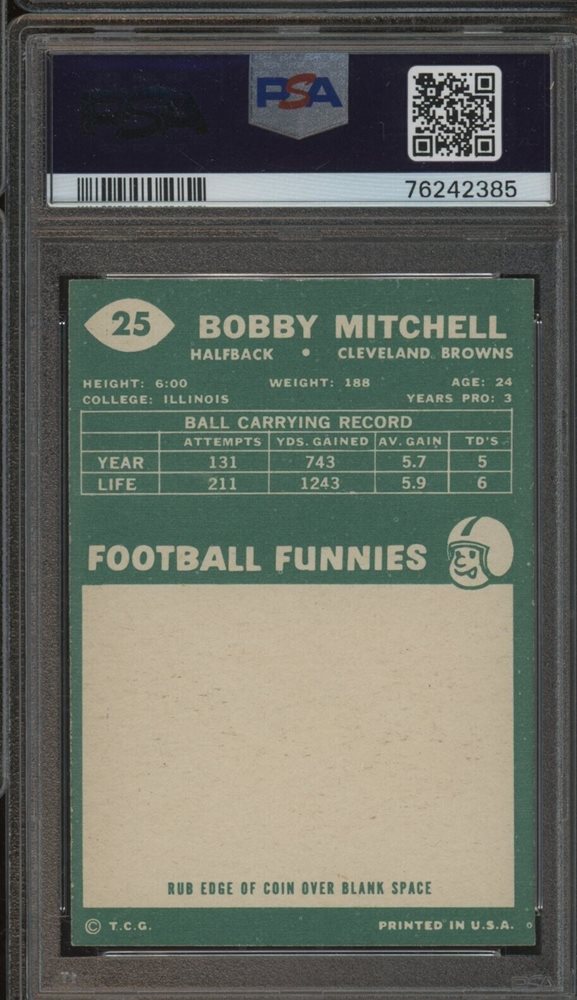 PSA
76242385
25 BOBBY MITCHELL
HALFBACK • CLEVELAND BROWNS
HEIGHT: 6:00 WEIGHT: 188 AGE: 24
COLLEGE: ILLINOIS YEARS PRO: 3
BALL CARRYING RECORD
ATTEMPTS YDS. GAINED AV. GAIN TD'S
YEAR 131 743 5.7 5
LIFE 211 1243 5.9 6
FOOTBALL FUNNIES
RUB EDGE OF COIN OVER BLANK SPACE
© T.C.G. PRINTED IN U.S.A.
PSA